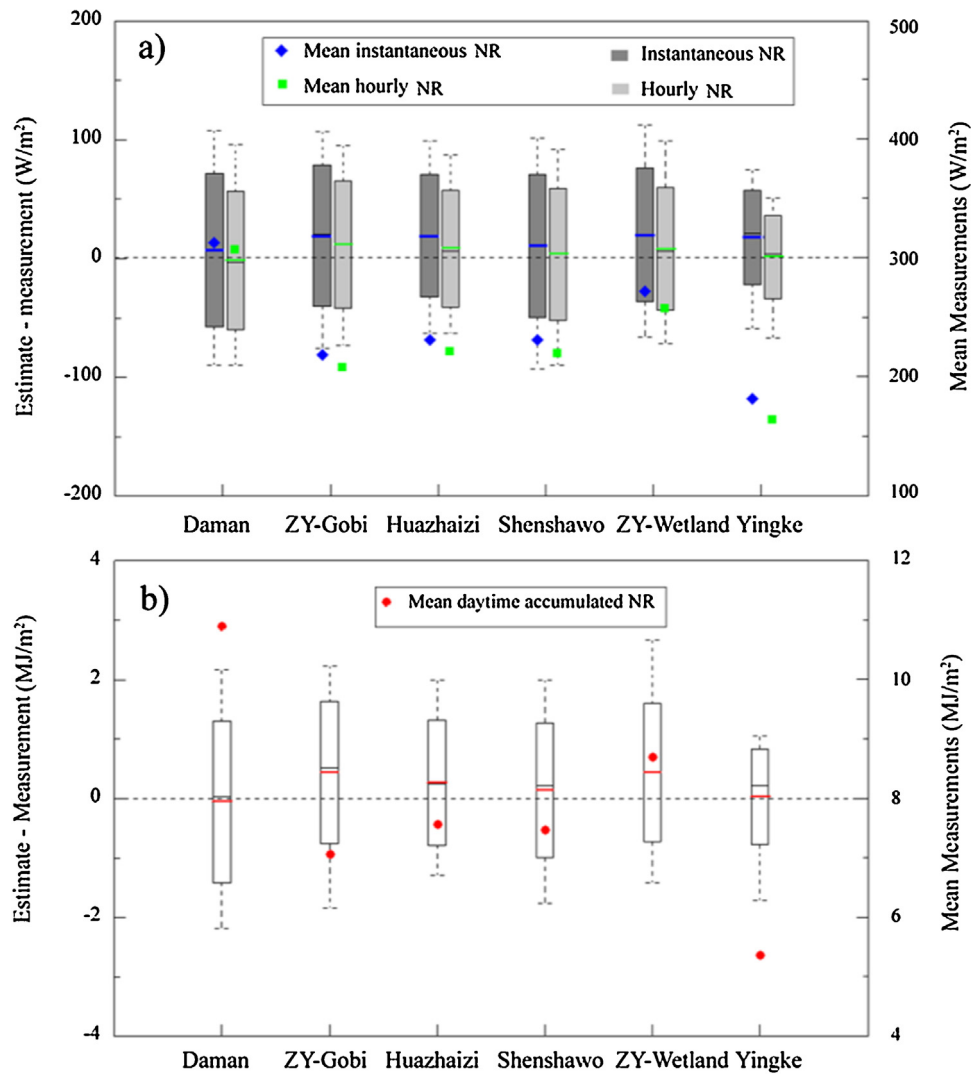 a)
Mean instantaneous NR
Instantaneous NR
Mean hourly NR
Hourly NR
200
100
0
-100
-200
Estimate - measurement (W/m²)
500
400
300
200
100
Mean Measurements (W/m²)
Daman ZY-Gobi Huazhaizi Shenshawo ZY-Wetland Yingke
b)
Mean daytime accumulated NR
4
2
0
-2
-4
Estimate - Measurement (MJ/m²)
12
10
8
6
4
Mean Measurements (MJ/m²)
Daman ZY-Gobi Huazhaizi Shenshawo ZY-Wetland Yingke